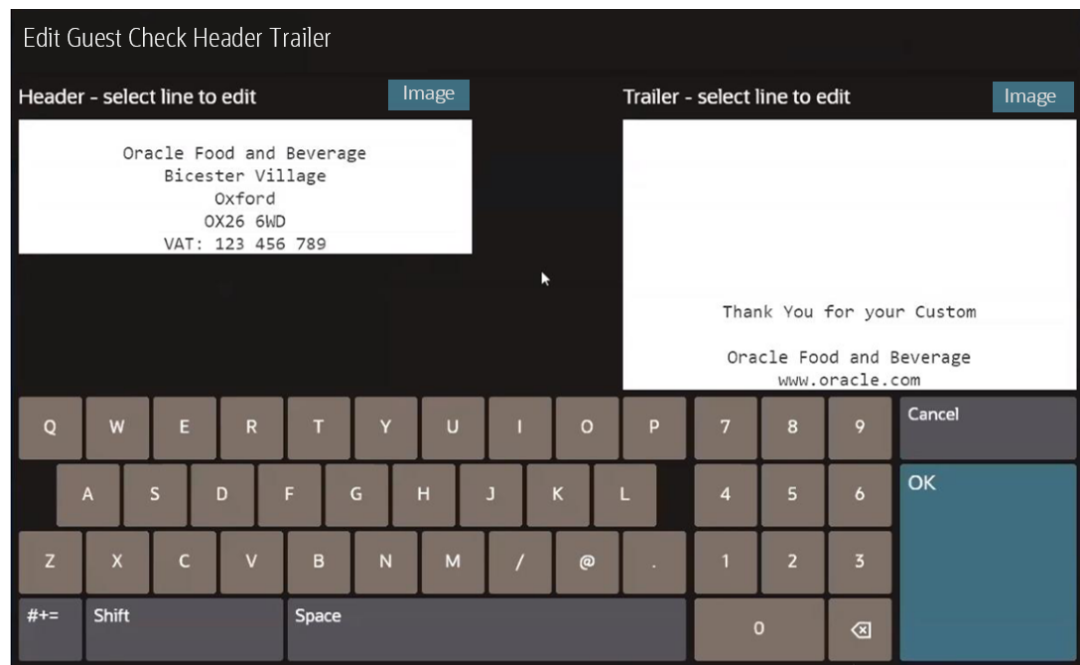 Edit Guest Check Header Trailer
Header - select line to edit
Image
Trailer - select line to edit
Image
Oracle Food and Beverage
Bicester Village
Oxford
OX26 6WD
VAT: 123 456 789
Thank You for your Custom
Oracle Food and Beverage
www.oracle.com
Q W E R T Y U I O P 7 8 9 Cancel
A S D F G H J K L 4 5 6 OK
Z X C V B N M / @ . 1 2 3
#+= Shift Space 0